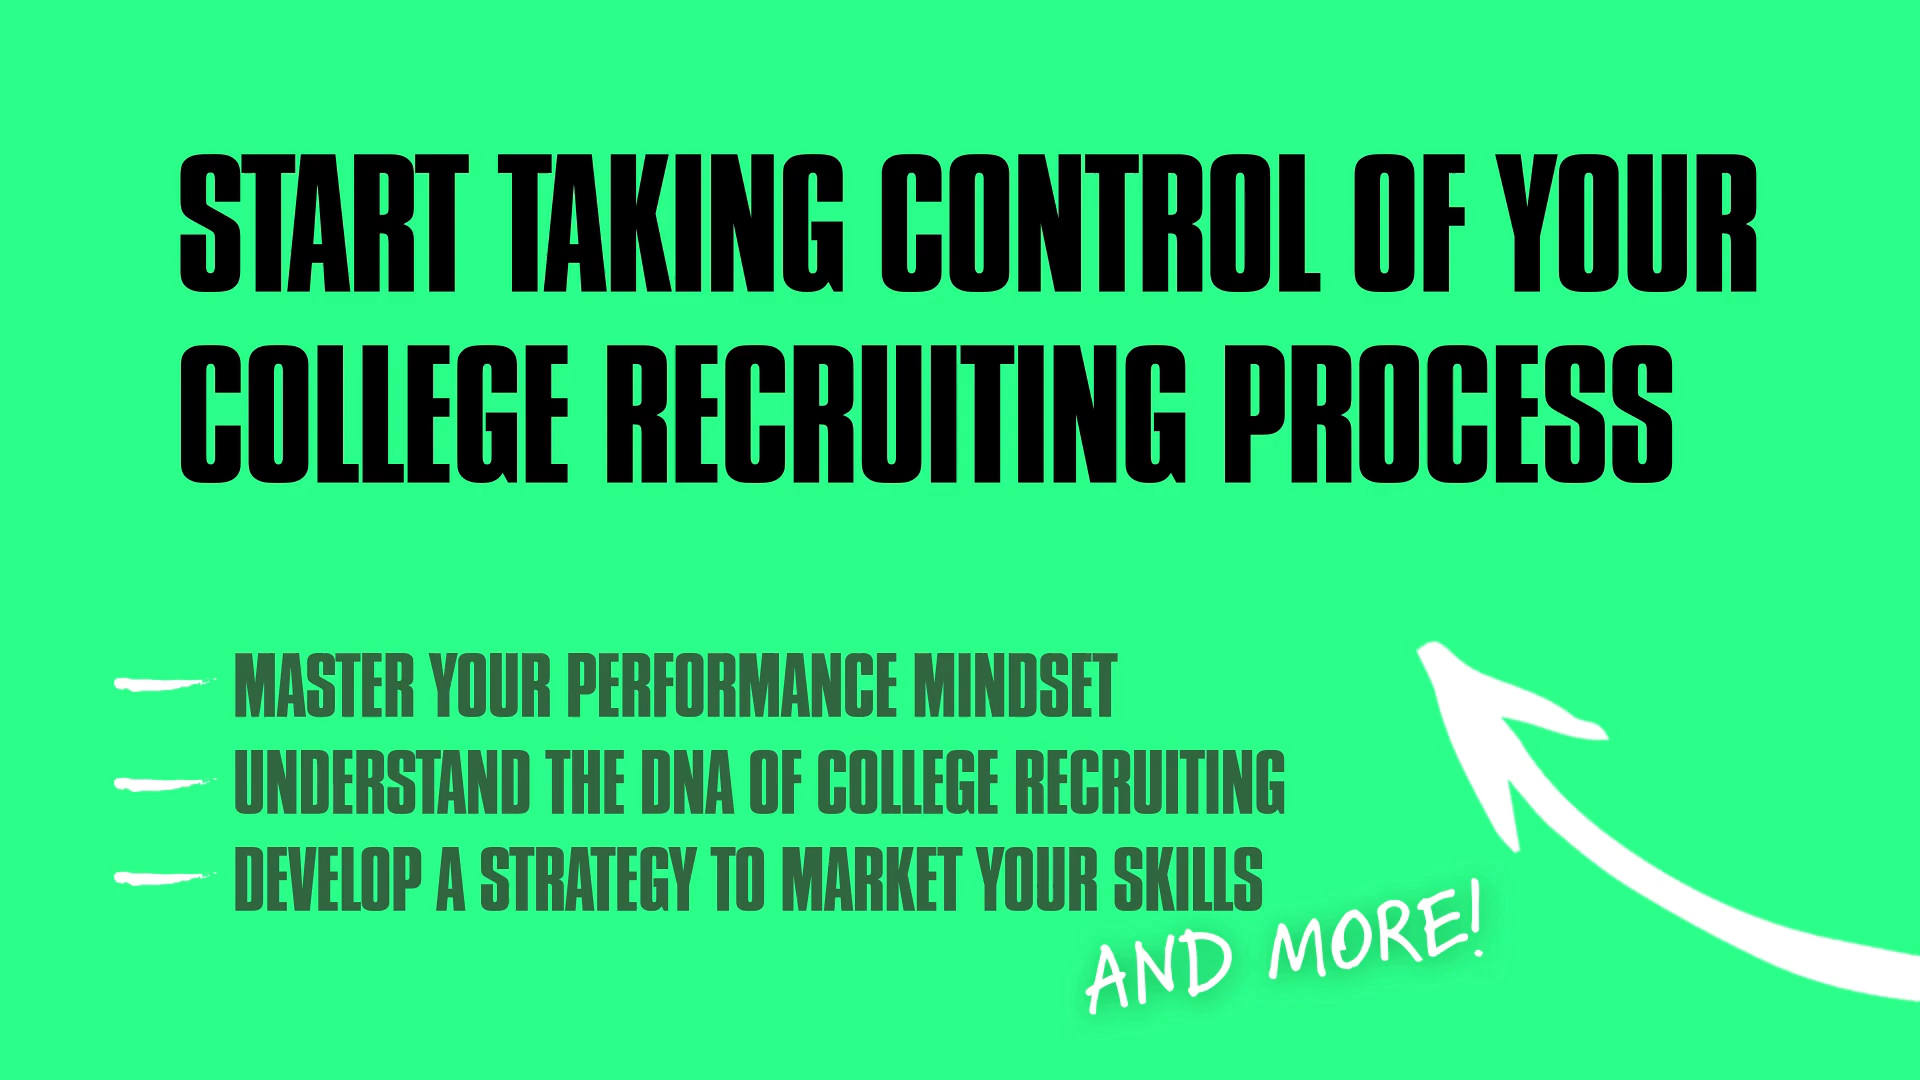 START TAKING CONTROL OF YOUR
COLLEGE RECRUITING PROCESS
MASTER YOUR PERFORMANCE MINDSET
UNDERSTAND THE DNA OF COLLEGE RECRUITING
DEVELOP A STRATEGY TO MARKET YOUR SKILLS
AND MORE!